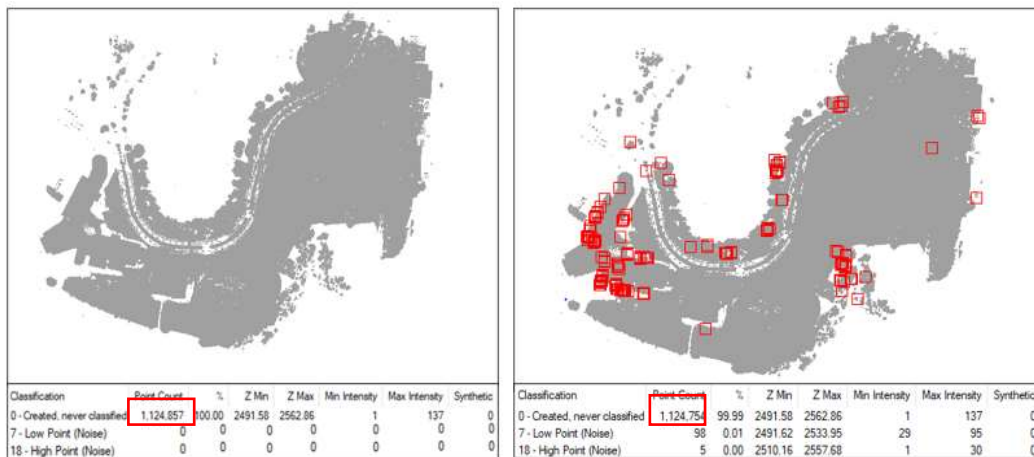 Classification Point Count % Z Min Z Max Min Intensity Max Intensity Synthetic
0 - Created, never classified 1,124,857 100.00 2491.58 2562.86 1 137 0
7 - Low Point (Noise) 0 0 0 0 0 0 0
18 - High Point (Noise) 0 0 0 0 0 0 0
Classification Point Count % Z Min Z Max Min Intensity Max Intensity Synthetic
0 - Created, never classified 1,124,754 99.99 2491.58 2562.86 1 137 0
7 - Low Point (Noise) 98 0.01 2491.62 2533.95 29 95 0
18 - High Point (Noise) 5 0.00 2510.16 2557.68 1 30 0